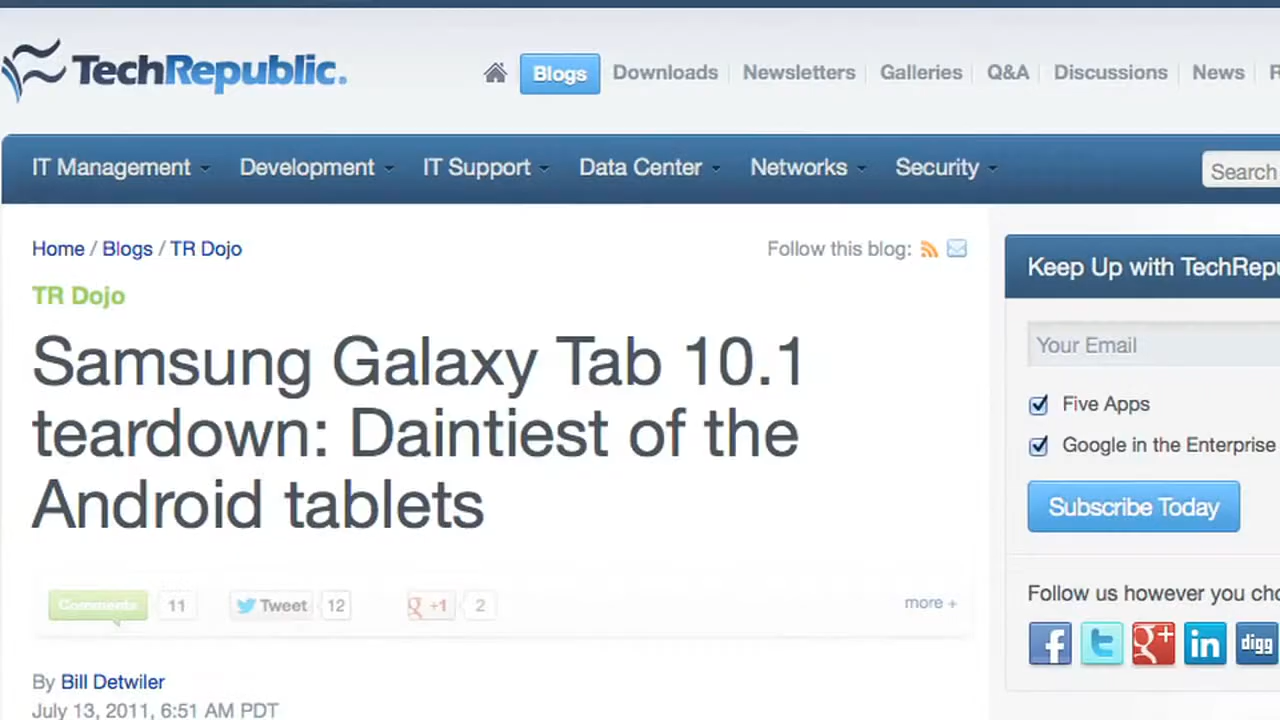 TechRepublic.
Blogs Downloads Newsletters Galleries Q&A Discussions News
IT Management Development IT Support Data Center Networks Security Search
Home / Blogs / TR Dojo Follow this blog:
TR Dojo
Samsung Galaxy Tab 10.1
teardown: Daintiest of the
Android tablets
Comments 11 Tweet 12 g +1 2 more +
By Bill Detwiler
July 13, 2011, 6:51 AM PDT
Keep Up with TechRepu
Your Email
Five Apps
Google in the Enterprise
Subscribe Today
Follow us however you cho
f t g+ in digg